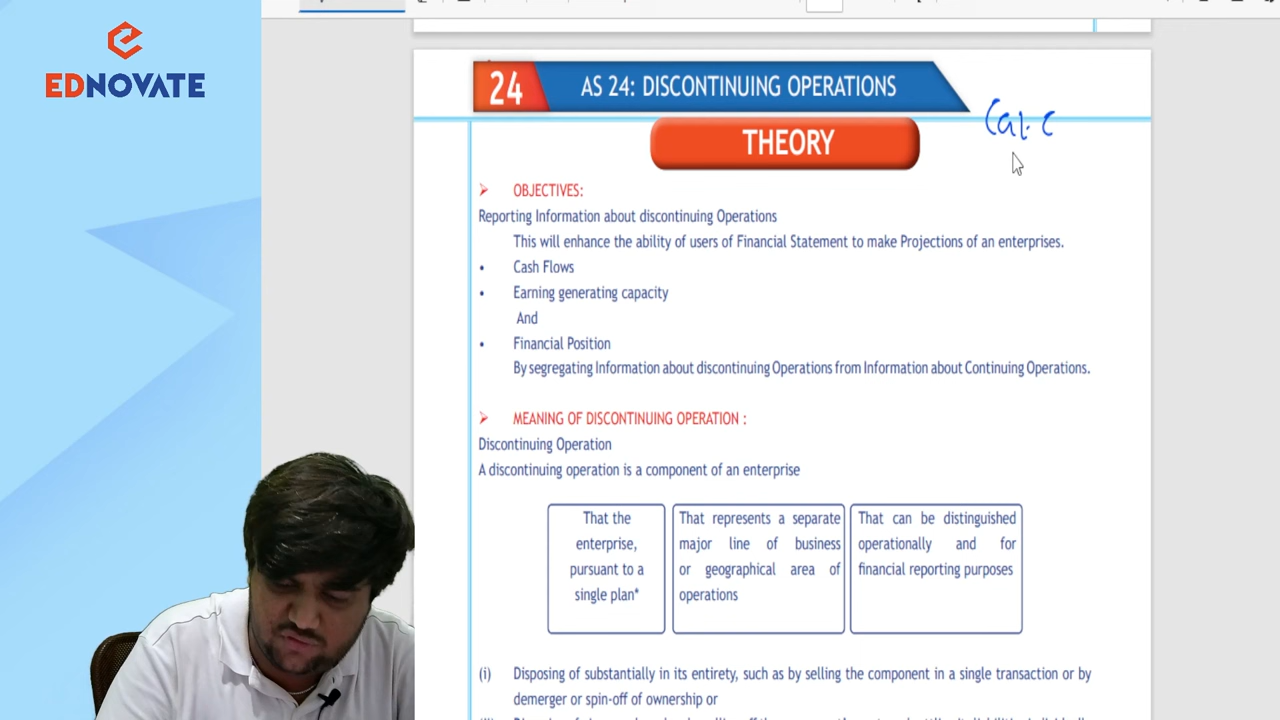 EDNOVATE
24
AS 24: DISCONTINUING OPERATIONS
Cat. C
THEORY
➤ OBJECTIVES:
Reporting Information about discontinuing Operations
This will enhance the ability of users of Financial Statement to make Projections of an enterprises.
• Cash Flows
• Earning generating capacity
And
• Financial Position
By segregating Information about discontinuing Operations from Information about Continuing Operations.
➤ MEANING OF DISCONTINUING OPERATION :
Discontinuing Operation
A discontinuing operation is a component of an enterprise
That the
enterprise,
pursuant to a
single plan*
That represents a separate
major line of business
or geographical area of
operations
That can be distinguished
operationally and for
financial reporting purposes
(i) Disposing of substantially in its entirety, such as by selling the component in a single transaction or by
demerger or spin-off of ownership or